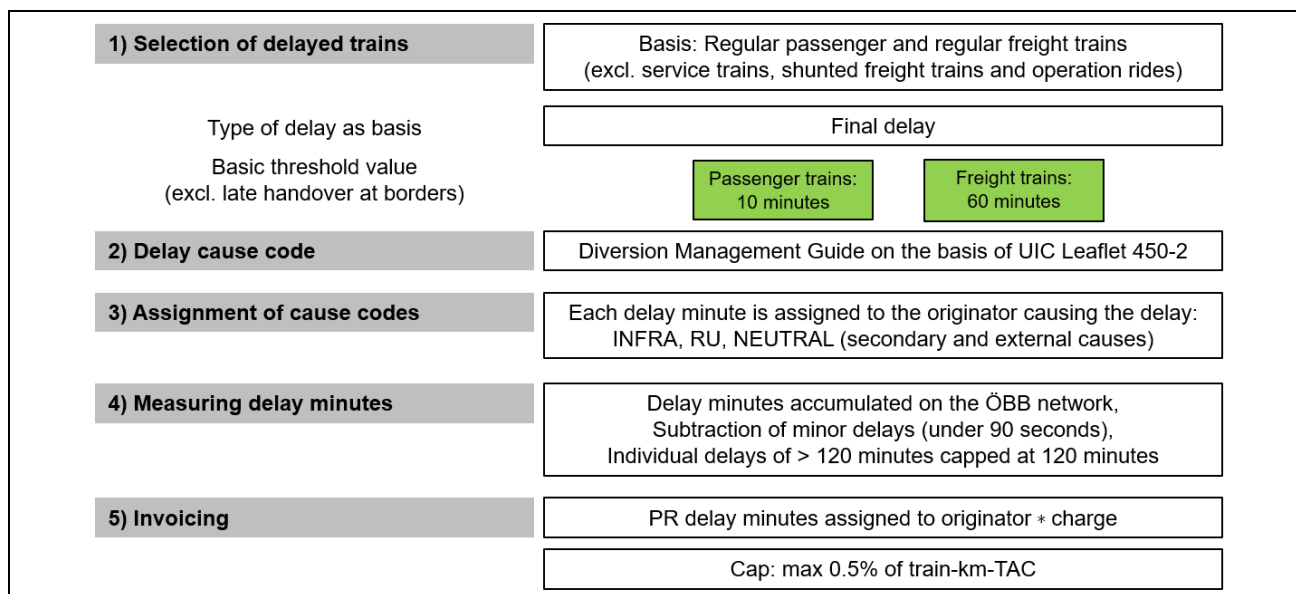 1) Selection of delayed trains
Basis: Regular passenger and regular freight trains
(excl. service trains, shunted freight trains and operation rides)
Type of delay as basis
Final delay
Basic threshold value
(excl. late handover at borders)
Passenger trains:
10 minutes
Freight trains:
60 minutes
2) Delay cause code
Diversion Management Guide on the basis of UIC Leaflet 450-2
3) Assignment of cause codes
Each delay minute is assigned to the originator causing the delay:
INFRA, RU, NEUTRAL (secondary and external causes)
4) Measuring delay minutes
Delay minutes accumulated on the ÖBB network,
Subtraction of minor delays (under 90 seconds),
Individual delays of > 120 minutes capped at 120 minutes
5) Invoicing
PR delay minutes assigned to originator * charge
Cap: max 0.5% of train-km-TAC